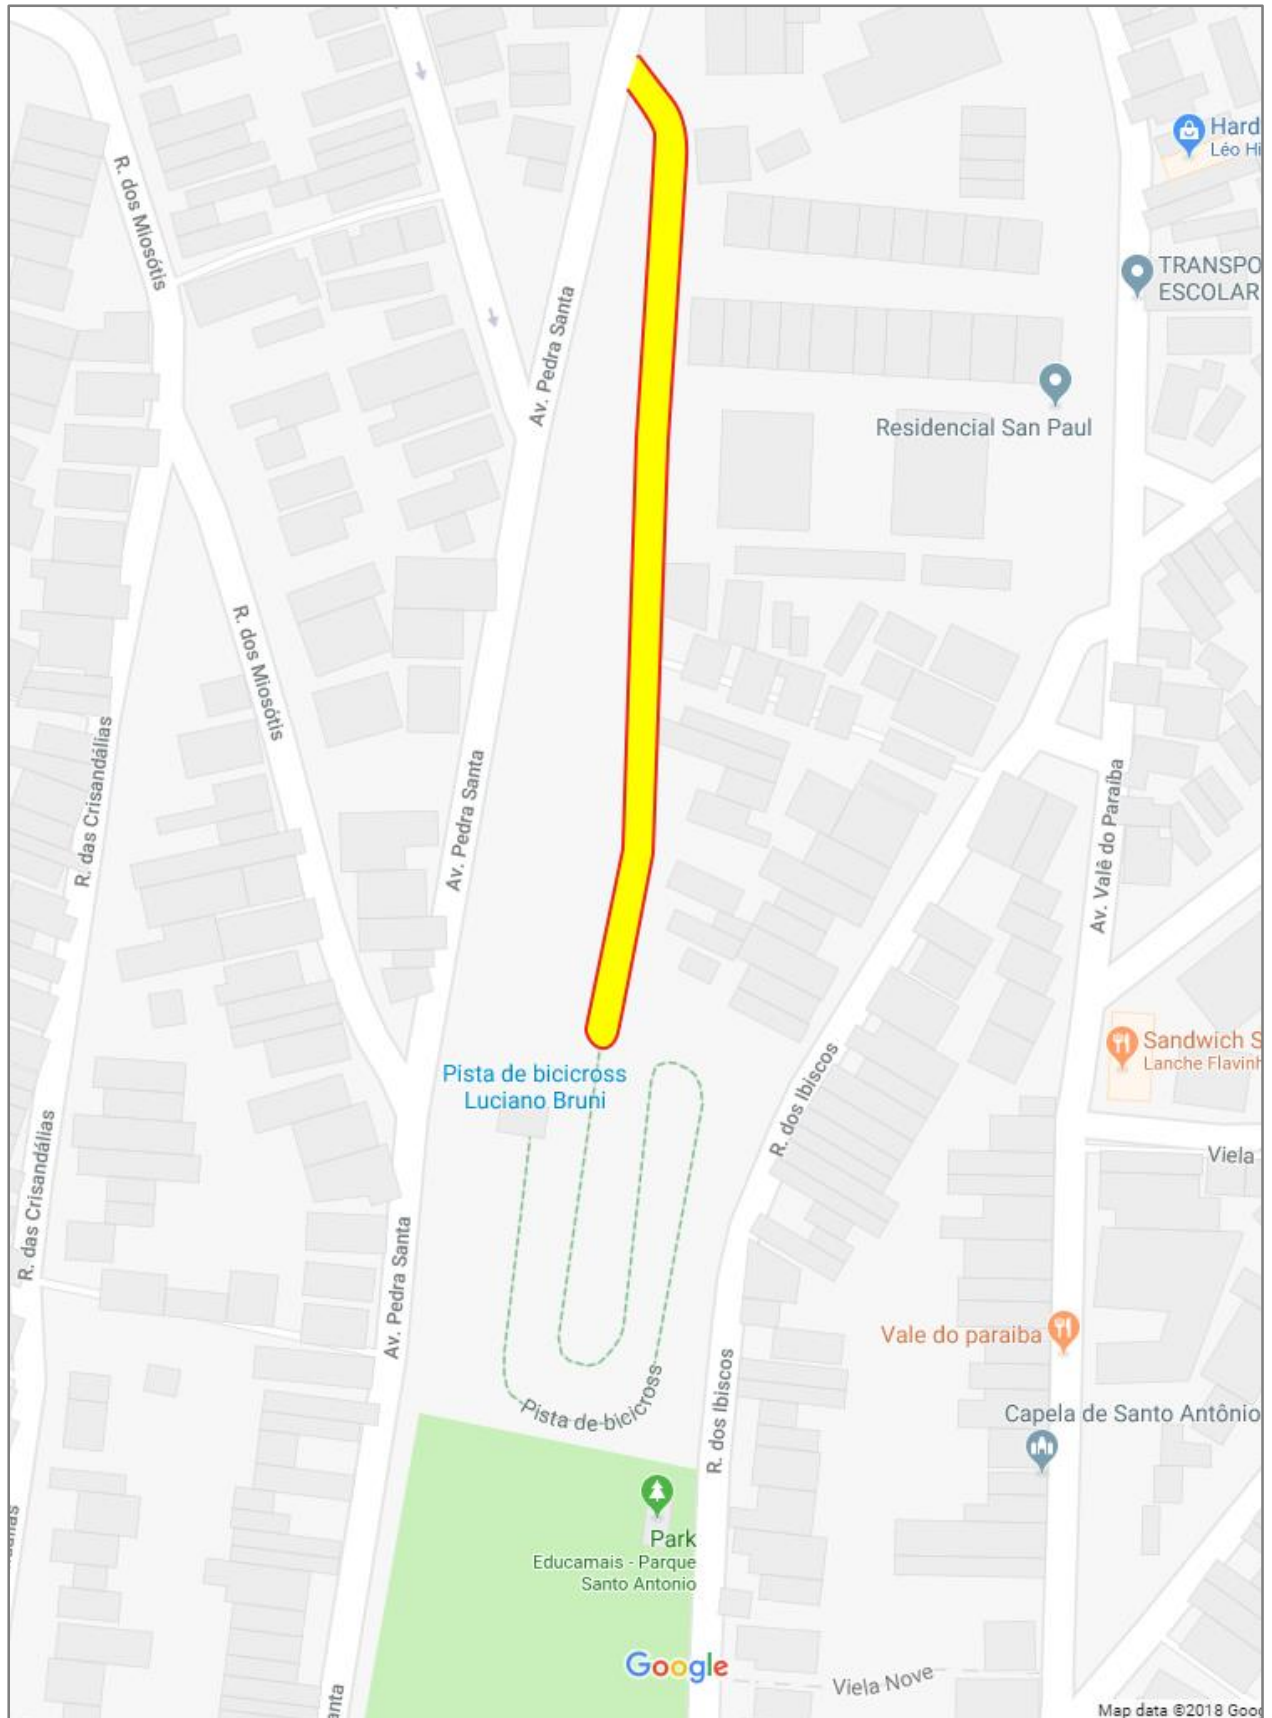 Hard
Léo Hi
R. dos Miosótis
TRANSPO
ESCOLAR
Av. Pedra Santa
Residencial San Paul
R. dos Miosótis
R. das Crisandálias
Av. Pedra Santa
Av. Valê do Paraíba
Sandwich S
Lanche Flavinh
Pista de bicicross
Luciano Bruni
R. dos Ibiscos
R. das Crisandálias
Viela
Av. Pedra Santa
Vale do paraiba
R. dos Ibiscos
Pista de bicicross
Capela de Santo Antônio
Park
Educamais - Parque
Santo Antonio
Google
Viela Nove
anta
Map data ©2018 Goog